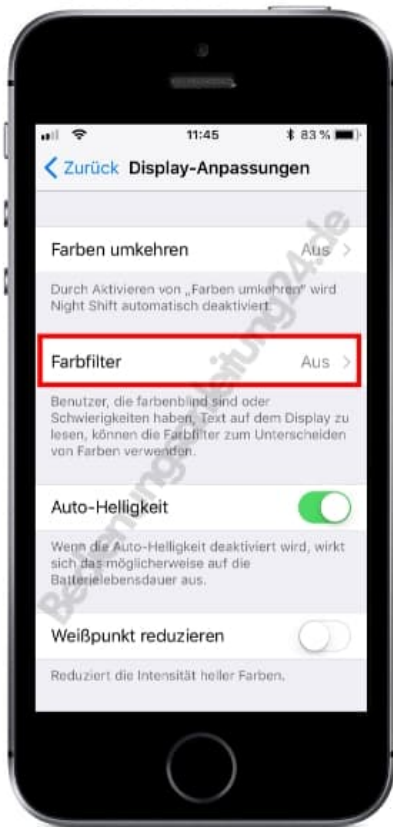 11:45 83 %
Zurück Display-Anpassungen
Farben umkehren Aus
Durch Aktivieren von „Farben umkehren“ wird
Night Shift automatisch deaktiviert.
Farbfilter Aus
Benutzer, die farbenblind sind oder
Schwierigkeiten haben, Text auf dem Display zu
lesen, können die Farbfilter zum Unterscheiden
von Farben verwenden.
Auto-Helligkeit
Wenn die Auto-Helligkeit deaktiviert wird, wirkt
sich das möglicherweise auf die
Batterielebensdauer aus.
Weißpunkt reduzieren
Reduziert die Intensität heller Farben.
Bedienungsanleitung24.de